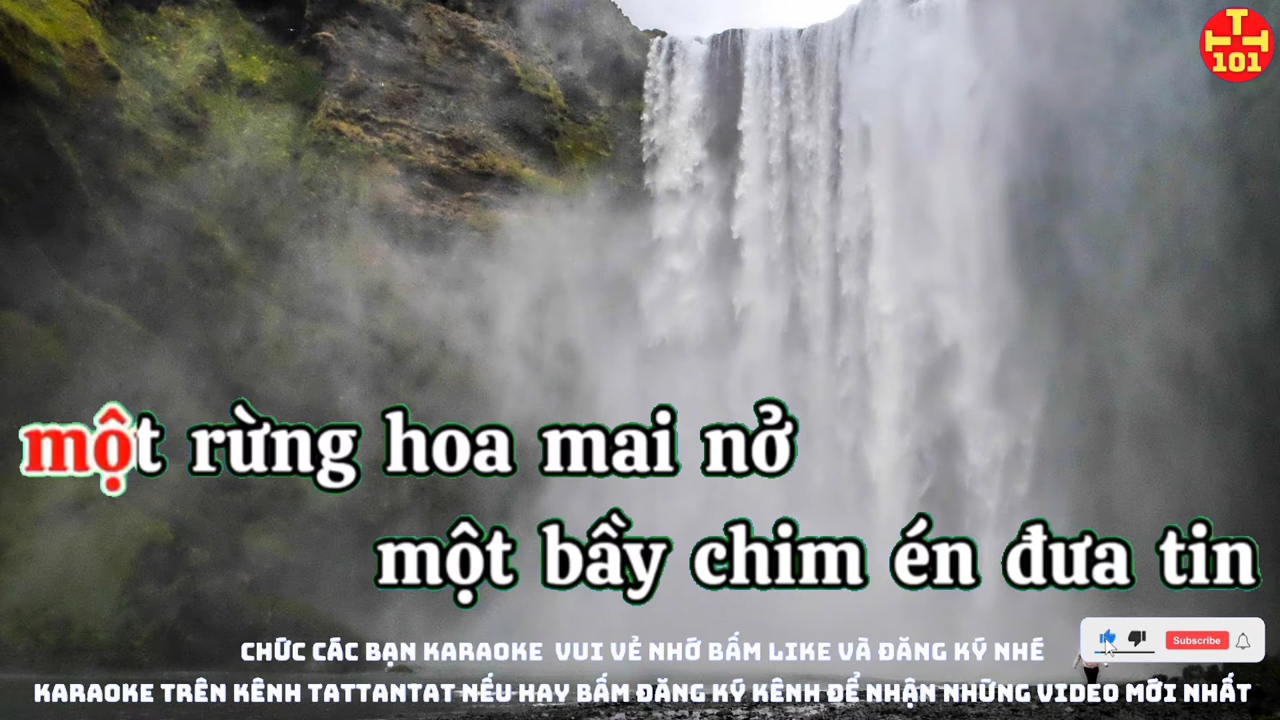 T
TT
101
một rừng hoa mai nở
một bầy chim én đưa tin
Subscribe
CHÚC CÁC BẠN KARAOKE VUI VẺ NHỚ BẤM LIKE VÀ ĐĂNG KÝ NHÉ
KARAOKE TRÊN KÊNH TATTANTAT NẾU HAY BẤM ĐĂNG KÝ KÊNH ĐỂ NHẬN NHỮNG VIDEO MỚI NHẤT